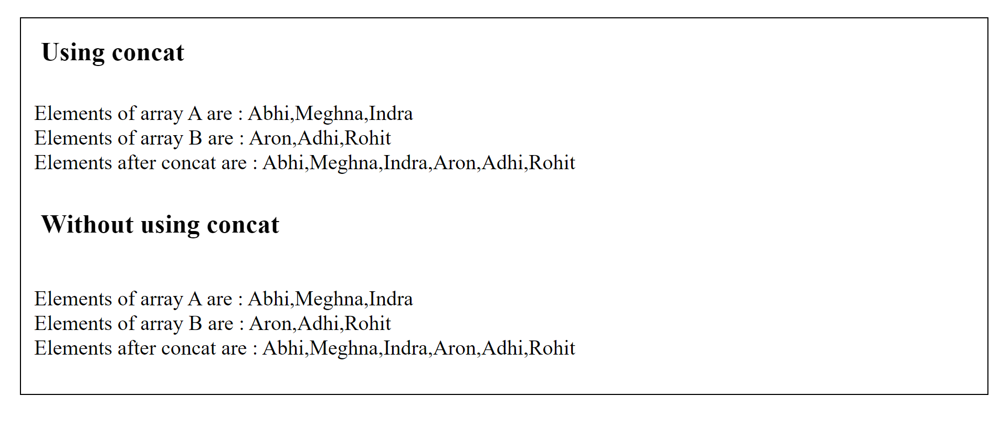 Using concat
Elements of array A are : Abhi,Meghna,Indra
Elements of array B are : Aron,Adhi,Rohit
Elements after concat are : Abhi,Meghna,Indra,Aron,Adhi,Rohit
Without using concat
Elements of array A are : Abhi,Meghna,Indra
Elements of array B are : Aron,Adhi,Rohit
Elements after concat are : Abhi,Meghna,Indra,Aron,Adhi,Rohit